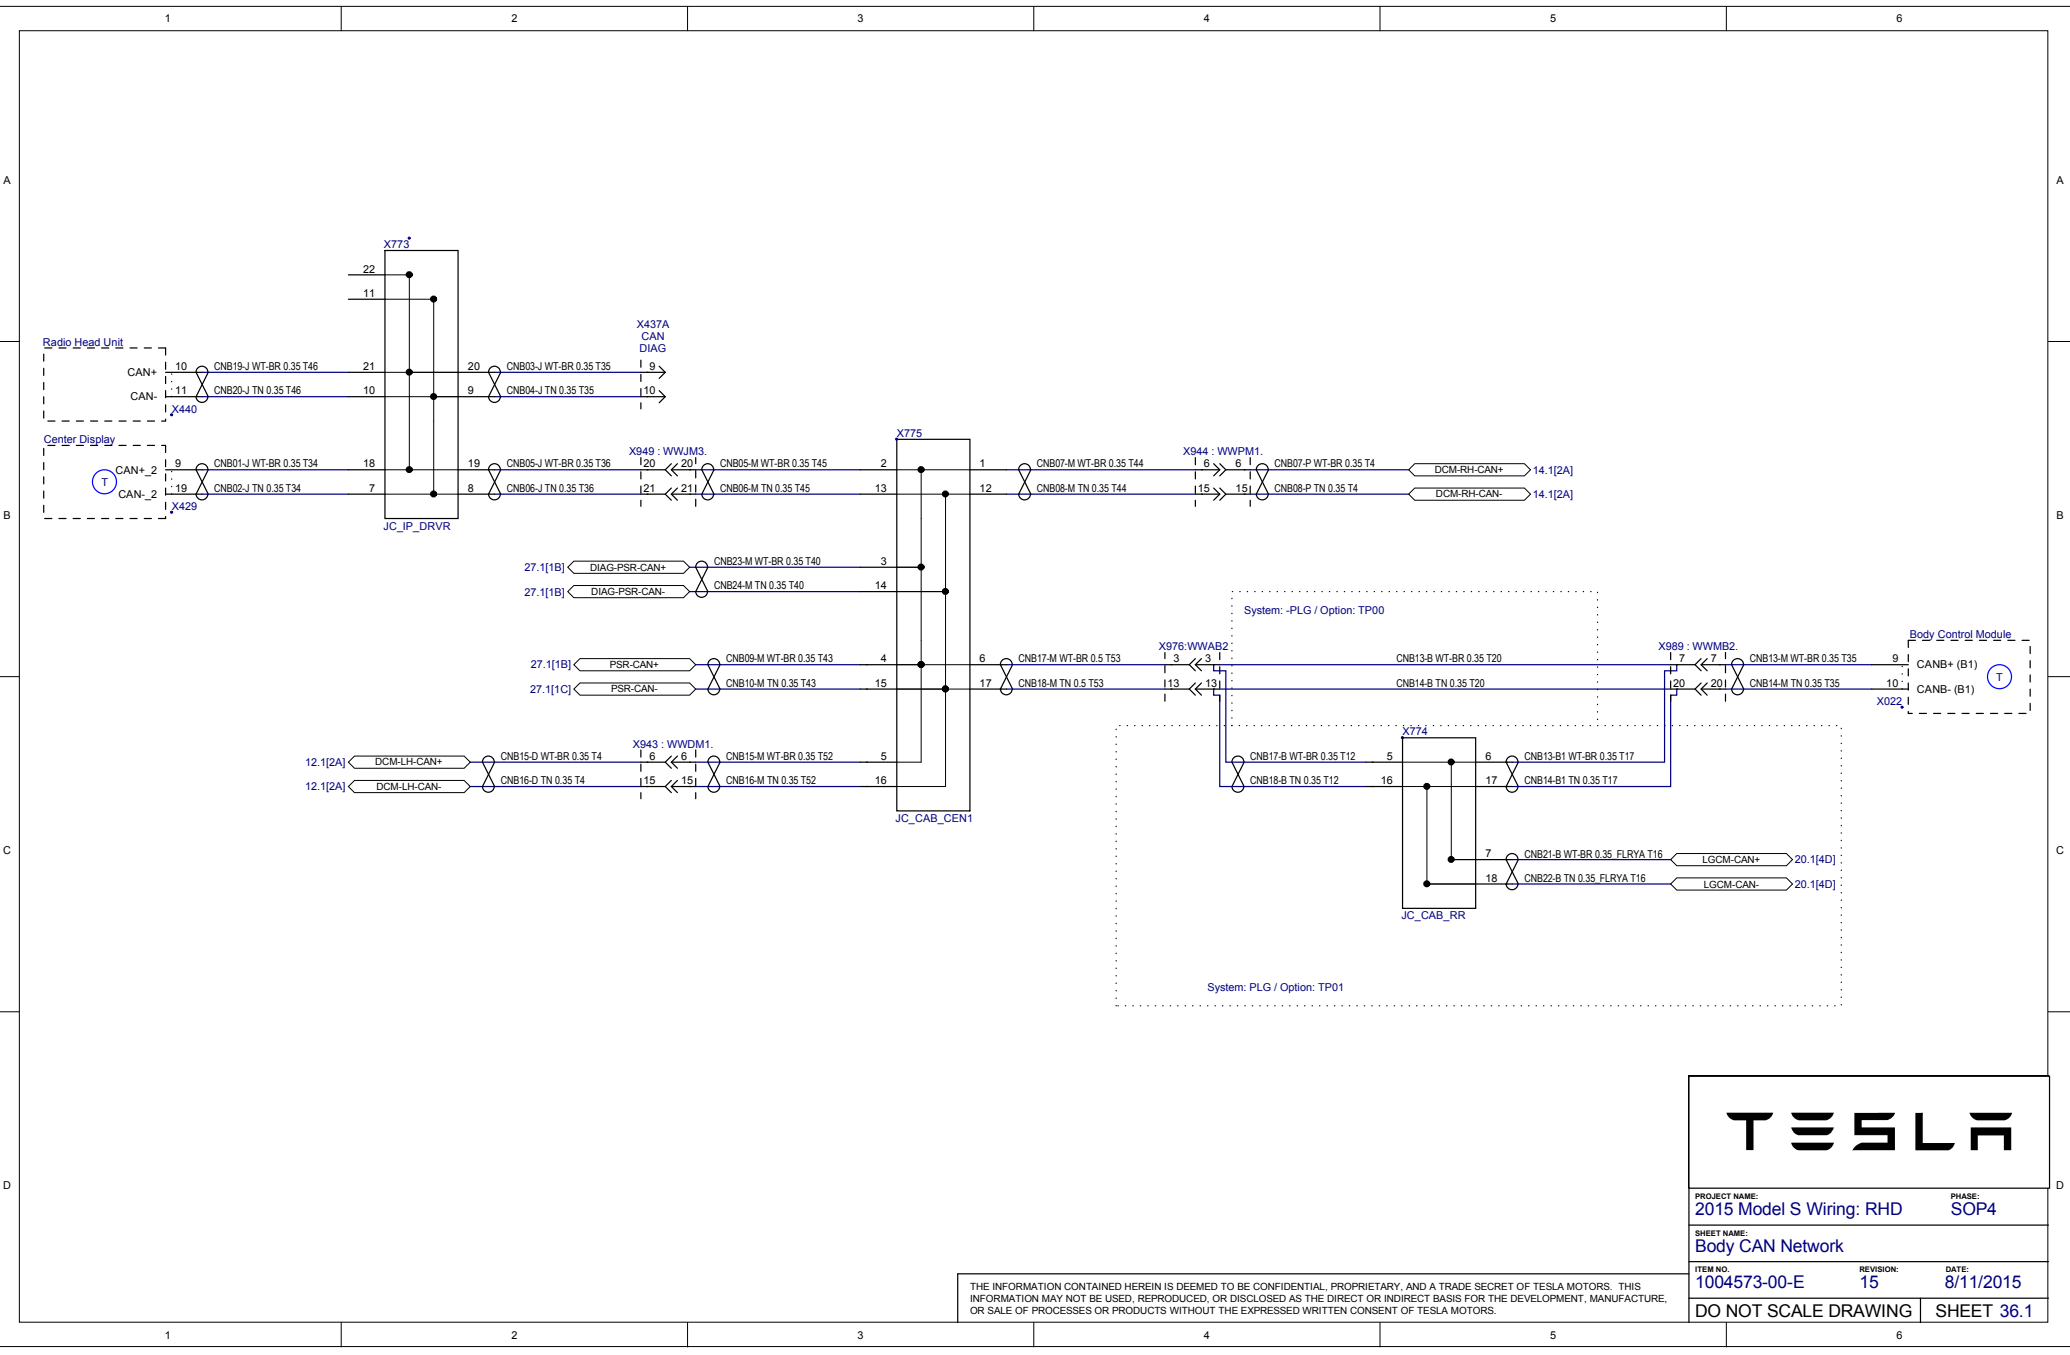 1 2 3 4 5 6
A A
B B
C C
D D
X773
22
11
Radio Head Unit
CAN+ 10 CNB19-J WT-BR 0.35 T46 21
CAN- 11 CNB20-J TN 0.35 T46 10
X440
20 CNB03-J WT-BR 0.35 T35 9
9 CNB04-J TN 0.35 T35 10
X437A
CAN
DIAG
Center Display
T
CAN+_2 9 CNB01-J WT-BR 0.35 T34 18
CAN-_2 19 CNB02-J TN 0.35 T34 7
X429
JC_IP_DRVR
19 CNB05-J WT-BR 0.35 T36 20 20 CNB05-M WT-BR 0.35 T45 2
8 CNB06-J TN 0.35 T36 21 21 CNB06-M TN 0.35 T45 13
X949 : WWJM3.
X775
1 CNB07-M WT-BR 0.35 T44 6 6 CNB07-P WT-BR 0.35 T4 DCM-RH-CAN+ 14.1[2A]
12 CNB08-M TN 0.35 T44 15 15 CNB08-P TN 0.35 T4 DCM-RH-CAN- 14.1[2A]
X944 : WWPM1.
27.1[1B] DIAG-PSR-CAN+ CNB23-M WT-BR 0.35 T40 3
27.1[1B] DIAG-PSR-CAN- CNB24-M TN 0.35 T40 14
27.1[1B] PSR-CAN+ CNB09-M WT-BR 0.35 T43 4
27.1[1C] PSR-CAN- CNB10-M TN 0.35 T43 15
6 CNB17-M WT-BR 0.5 T53 3 3
17 CNB18-M TN 0.5 T53 13 13
X976:WWAB2
System: -PLG / Option: TP00
CNB13-B WT-BR 0.35 T20
CNB14-B TN 0.35 T20
X989 : WWMB2.
7 7 CNB13-M WT-BR 0.35 T35 9 CANB+ (B1)
20 20 CNB14-M TN 0.35 T35 10 CANB- (B1)
Body Control Module
T
X022
12.1[2A] DCM-LH-CAN+ CNB15-D WT-BR 0.35 T4 6 6 CNB15-M WT-BR 0.35 T52 5
12.1[2A] DCM-LH-CAN- CNB16-D TN 0.35 T4 15 15 CNB16-M TN 0.35 T52 16
X943 : WWDM1.
JC_CAB_CEN1
X774
CNB17-B WT-BR 0.35 T12 5 6 CNB13-B1 WT-BR 0.35 T17
CNB18-B TN 0.35 T12 16 17 CNB14-B1 TN 0.35 T17
7 CNB21-B WT-BR 0.35_FLRYA T16 LGCM-CAN+ 20.1[4D]
18 CNB22-B TN 0.35_FLRYA T16 LGCM-CAN- 20.1[4D]
JC_CAB_RR
System: PLG / Option: TP01
TESLA
PROJECT NAME: PHASE:
2015 Model S Wiring: RHD SOP4
SHEET NAME:
Body CAN Network
ITEM NO. REVISION: DATE:
1004573-00-E 15 8/11/2015
DO NOT SCALE DRAWING SHEET 36.1
THE INFORMATION CONTAINED HEREIN IS DEEMED TO BE CONFIDENTIAL, PROPRIETARY, AND A TRADE SECRET OF TESLA MOTORS. THIS
INFORMATION MAY NOT BE USED, REPRODUCED, OR DISCLOSED AS THE DIRECT OR INDIRECT BASIS FOR THE DEVELOPMENT, MANUFACTURE,
OR SALE OF PROCESSES OR PRODUCTS WITHOUT THE EXPRESSED WRITTEN CONSENT OF TESLA MOTORS.
1 2 3 4 5 6